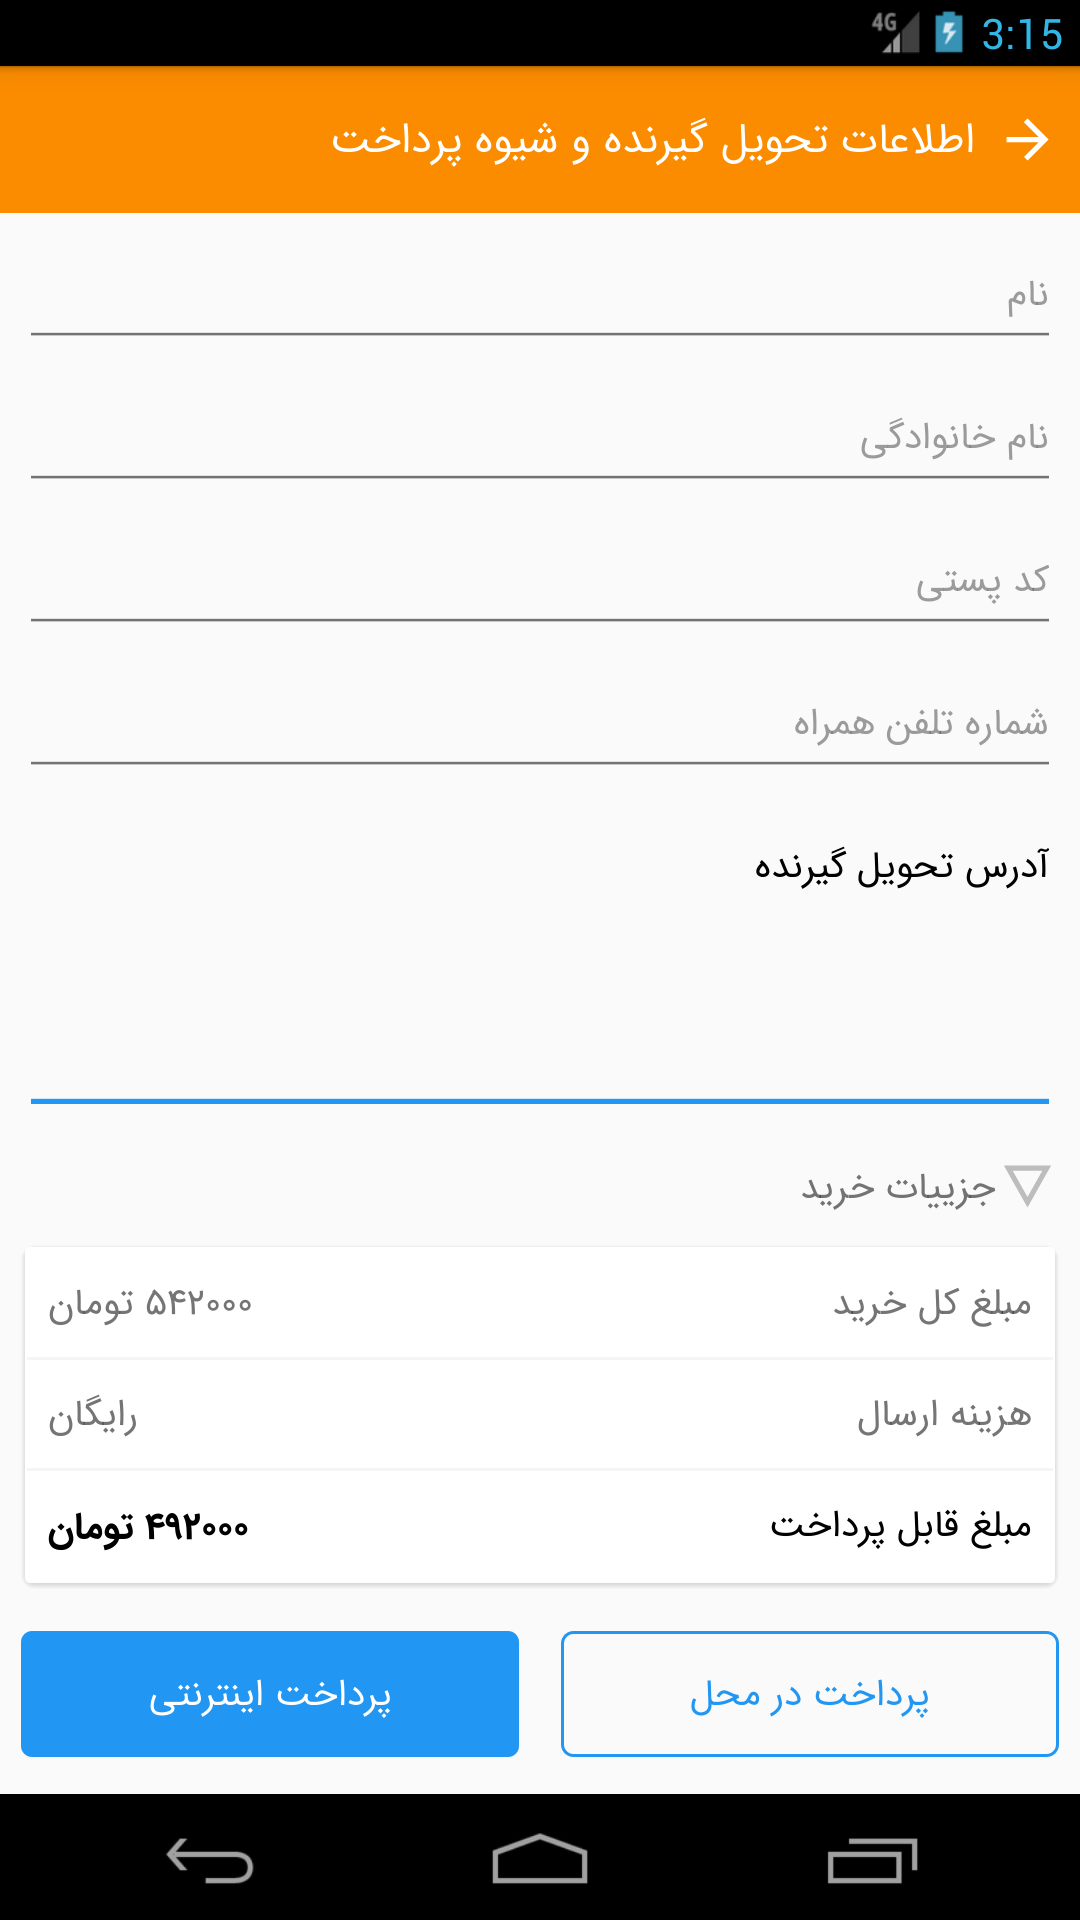 4G 3:15
اطلاعات تحویل گیرنده و شیوه پرداخت
نام
نام خانوادگی
کد پستی
شماره تلفن همراه
آدرس تحویل گیرنده
جزییات خرید
مبلغ کل خرید ۵۴۲۰۰۰ تومان
هزینه ارسال رایگان
مبلغ قابل پرداخت ۴۹۲۰۰۰ تومان
پرداخت در محل پرداخت اینترنتی